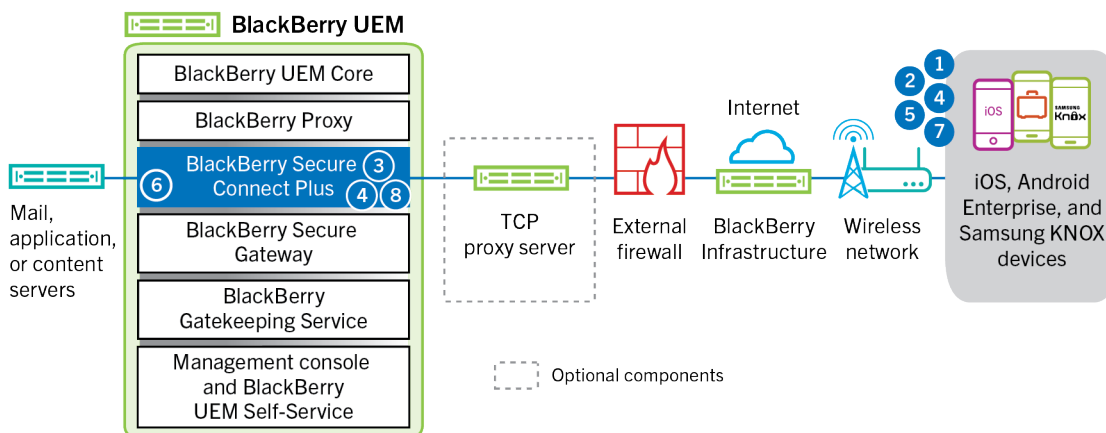 BlackBerry UEM
BlackBerry UEM Core
BlackBerry Proxy
BlackBerry Secure
Connect Plus
3
6
4
8
BlackBerry Secure
Gateway
BlackBerry
Gatekeeping Service
Management console
and BlackBerry
UEM Self-Service
Mail,
application,
or content
servers
TCP
proxy server
External
firewall
Internet
BlackBerry
Infrastructure
Wireless
network
1
2
4
5
7
iOS
SAMSUNG
Knox
iOS, Android
Enterprise, and
Samsung KNOX
devices
Optional components